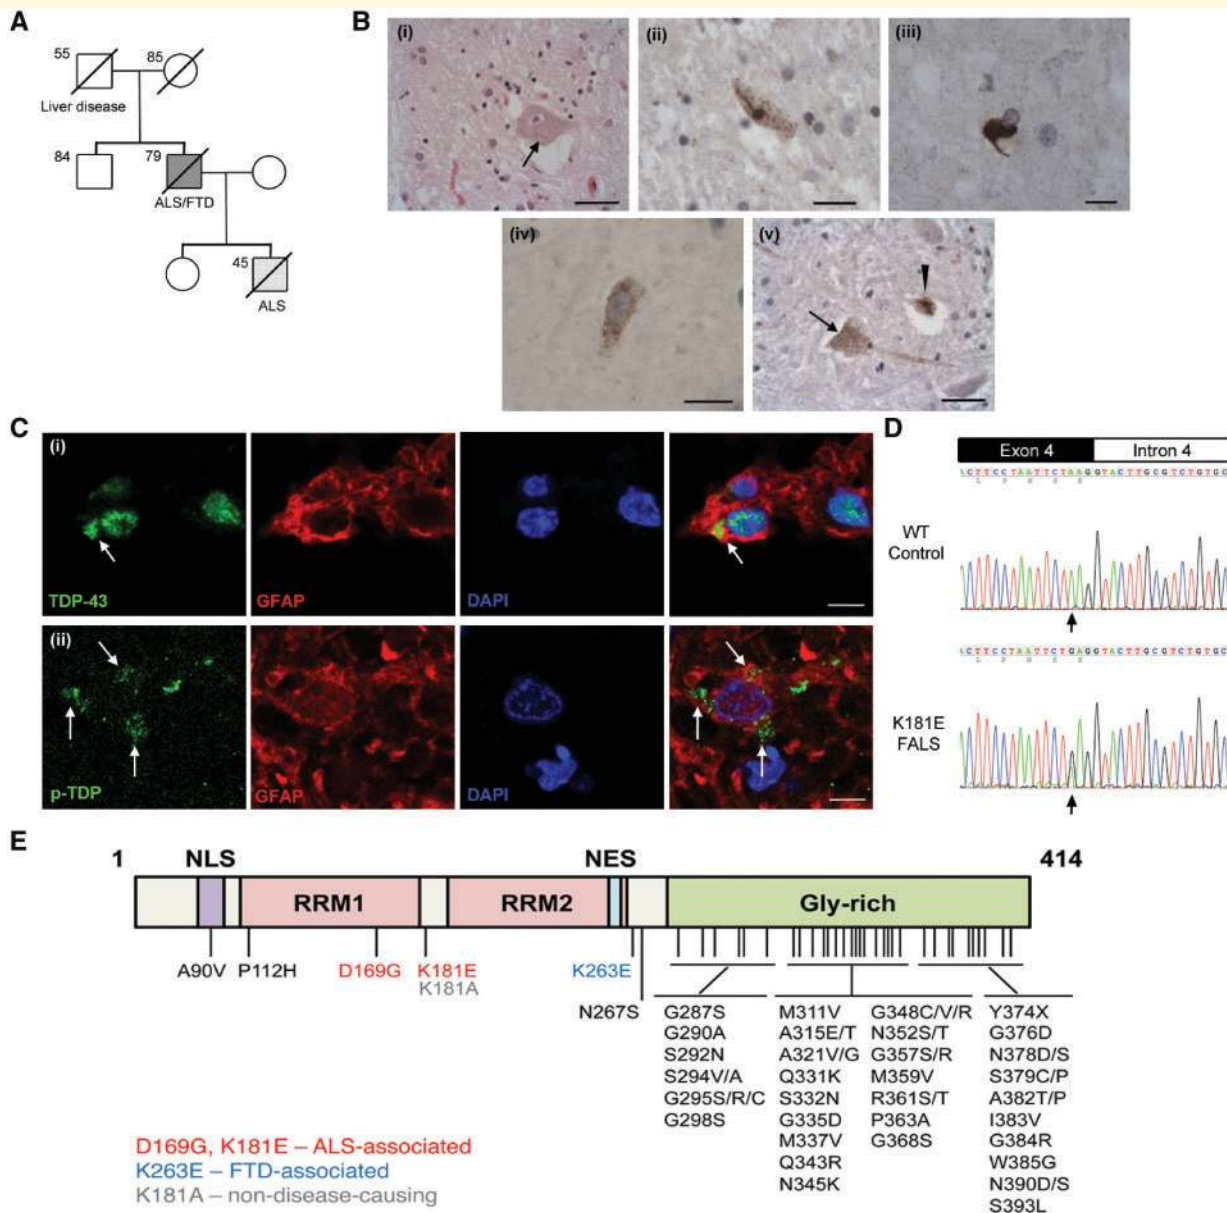 A
55
85
Liver disease
84
79
ALS/FTD
45
ALS
B
(i)
(ii)
(iii)
(iv)
(v)
C
(i)
TDP-43
GFAP
DAPI
(ii)
p-TDP
GFAP
DAPI
D
Exon 4
Intron 4
ACTTCCTAATTCTAAGGTACTTGCGTCTGTGC
WT
Control
ACTTCCTAATTCTGAGGTACTTGCGTCTGTGC
K181E
FALS
E
1
NLS
NES
414
RRM1
RRM2
Gly-rich
A90V
P112H
D169G
K181E
K181A
K263E
N267S
G287S
G290A
S292N
S294V/A
G295S/R/C
G298S
M311V
A315E/T
A321V/G
Q331K
S332N
G335D
M337V
Q343R
N345K
G348C/V/R
N352S/T
G357S/R
M359V
R361S/T
P363A
G368S
Y374X
G376D
N378D/S
S379C/P
A382T/P
I383V
G384R
W385G
N390D/S
S393L
D169G, K181E – ALS-associated
K263E – FTD-associated
K181A – non-disease-causing